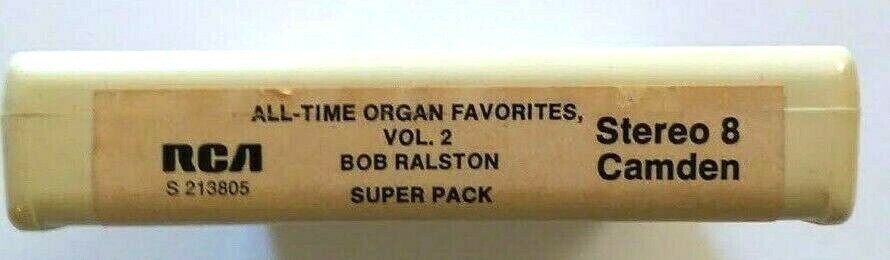 ALL-TIME ORGAN FAVORITES,
VOL. 2
BOB RALSTON
SUPER PACK
RCA
S 213805
Stereo 8
Camden